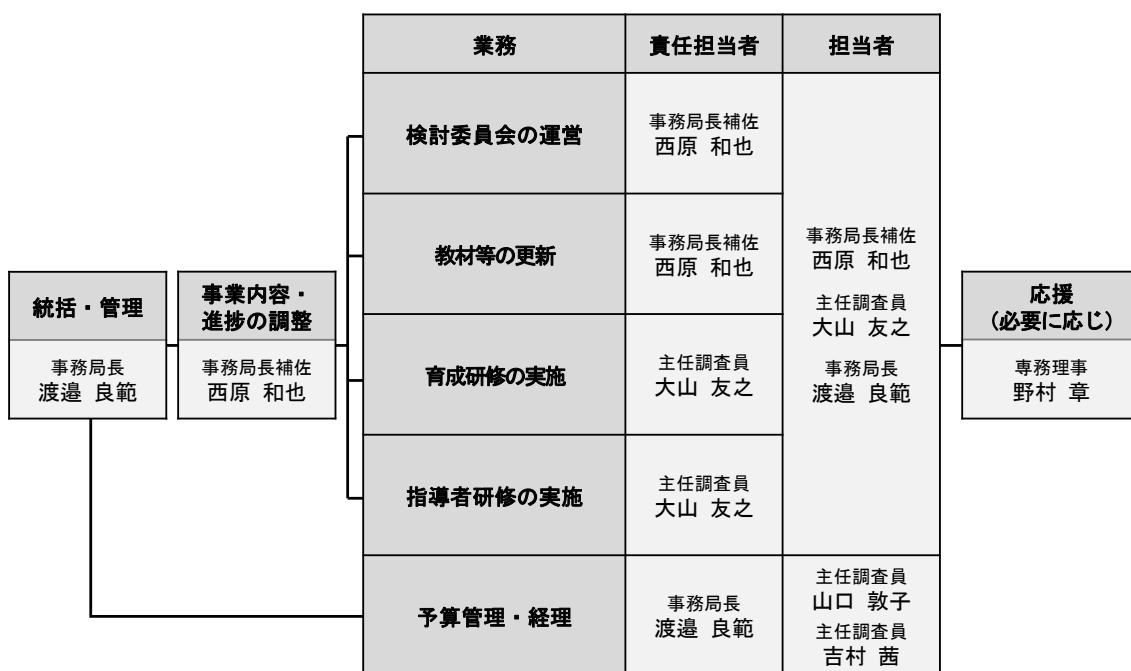 業務
責任担当者
担当者
検討委員会の運営
事務局長補佐
西原 和也
教材等の更新
事務局長補佐
西原 和也
育成研修の実施
主任調査員
大山 友之
指導者研修の実施
主任調査員
大山 友之
事務局長補佐
西原 和也
主任調査員
大山 友之
事務局長
渡邉 良範
予算管理・経理
事務局長
渡邉 良範
主任調査員
山口 敦子
主任調査員
吉村 茜
統括・管理
事務局長
渡邉 良範
事業内容・
進捗の調整
事務局長補佐
西原 和也
応援
(必要に応じ)
専務理事
野村 章